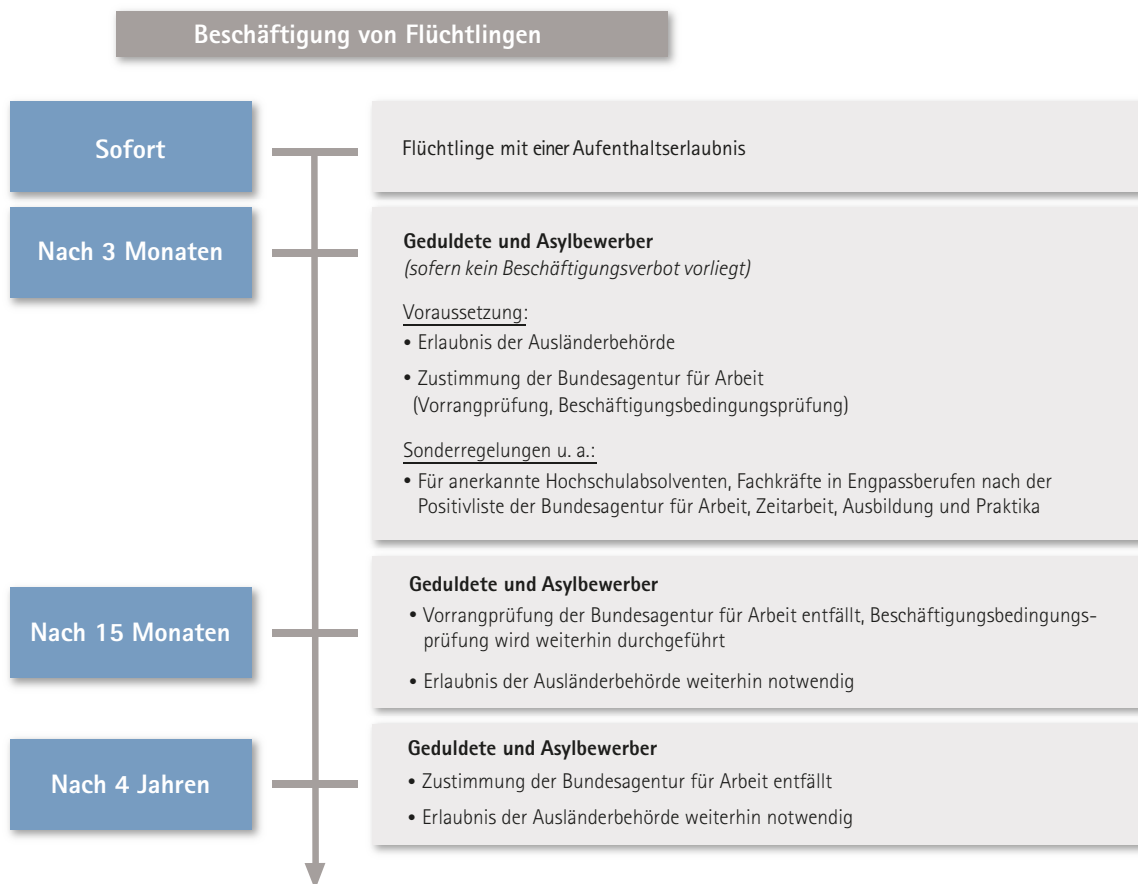 Beschäftigung von Flüchtlingen
Sofort
Flüchtlinge mit einer Aufenthaltserlaubnis
Nach 3 Monaten
Geduldete und Asylbewerber
(sofern kein Beschäftigungsverbot vorliegt)
Voraussetzung:
• Erlaubnis der Ausländerbehörde
• Zustimmung der Bundesagentur für Arbeit
(Vorrangprüfung, Beschäftigungsbedingungsprüfung)
Sonderregelungen u. a.:
• Für anerkannte Hochschulabsolventen, Fachkräfte in Engpassberufen nach der
Positivliste der Bundesagentur für Arbeit, Zeitarbeit, Ausbildung und Praktika
Nach 15 Monaten
Geduldete und Asylbewerber
• Vorrangprüfung der Bundesagentur für Arbeit entfällt, Beschäftigungsbedingungs-
prüfung wird weiterhin durchgeführt
• Erlaubnis der Ausländerbehörde weiterhin notwendig
Nach 4 Jahren
Geduldete und Asylbewerber
• Zustimmung der Bundesagentur für Arbeit entfällt
• Erlaubnis der Ausländerbehörde weiterhin notwendig